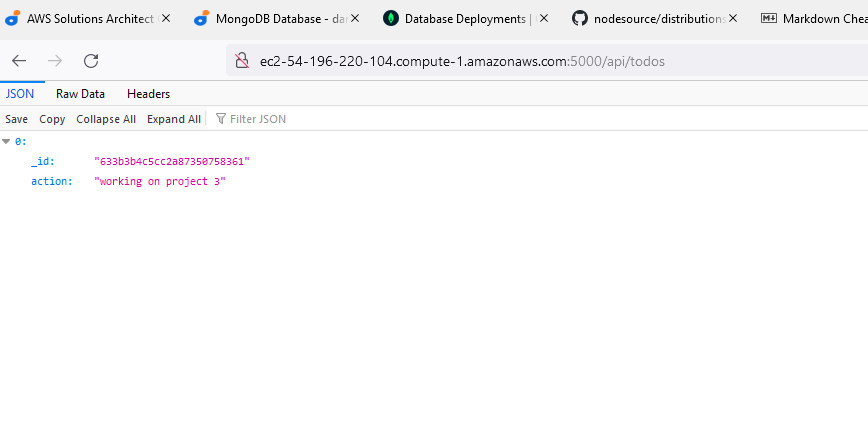 AWS Solutions Architect
MongoDB Database - dar
Database Deployments |
nodesource/distributions
Markdown Chea
ec2-54-196-220-104.compute-1.amazonaws.com:5000/api/todos
JSON Raw Data Headers
Save Copy Collapse All Expand All Filter JSON
0:
_id: "633b3b4c5cc2a87350758361"
action: "working on project 3"